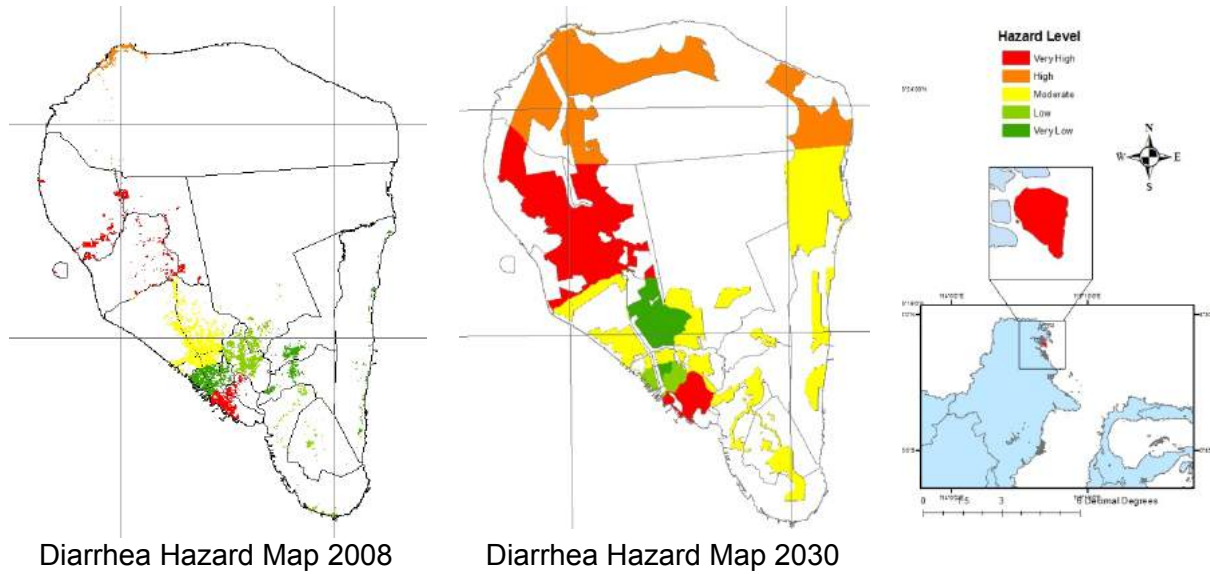 Hazard Level
Very High
High
Moderate
Low
Very Low
N
W E
S
0
3
6 Decimal Degrees
Diarrhea Hazard Map 2008
Diarrhea Hazard Map 2030